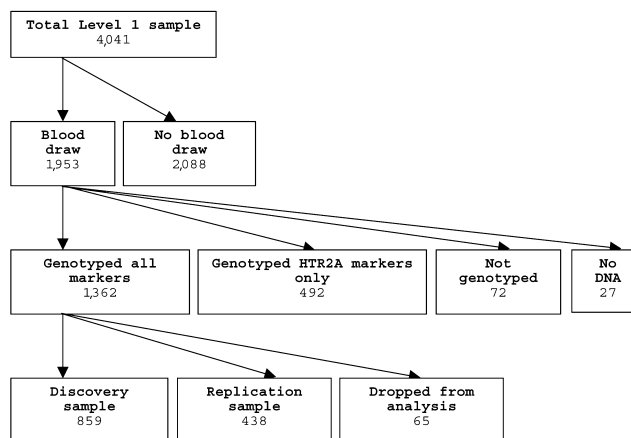 Total Level 1 sample
4,041
Blood
draw
1,953
No blood
draw
2,088
Genotyped all
markers
1,362
Genotyped HTR2A markers
only
492
Not
genotyped
72
No
DNA
27
Discovery
sample
859
Replication
sample
438
Dropped from
analysis
65